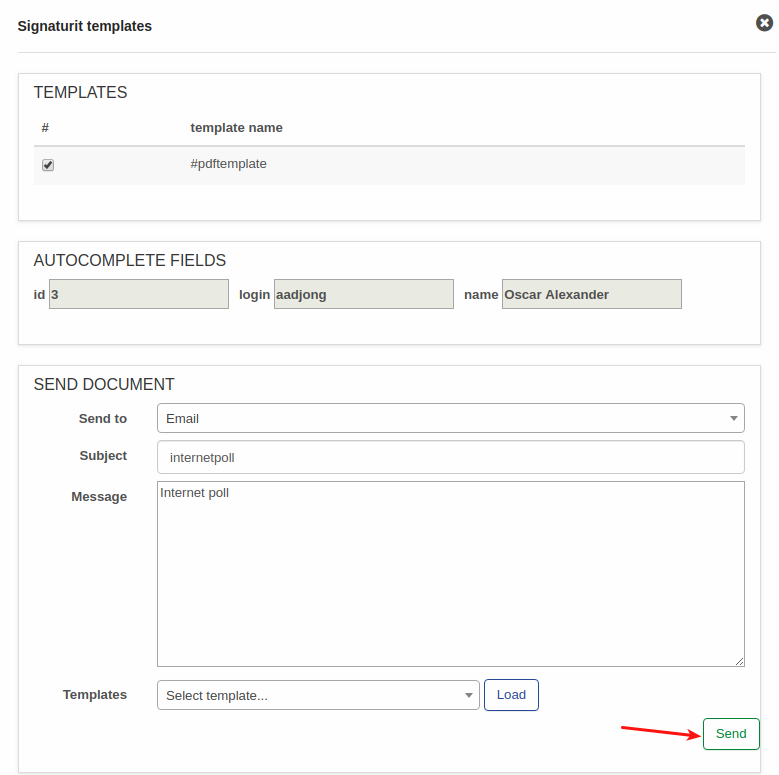 Signaturit templates
TEMPLATES
# template name
#pdftemplate
AUTOCOMPLETE FIELDS
id 3 login aadjong name Oscar Alexander
SEND DOCUMENT
Send to Email
Subject internetpoll
Message Internet poll
Templates Select template... Load
Send